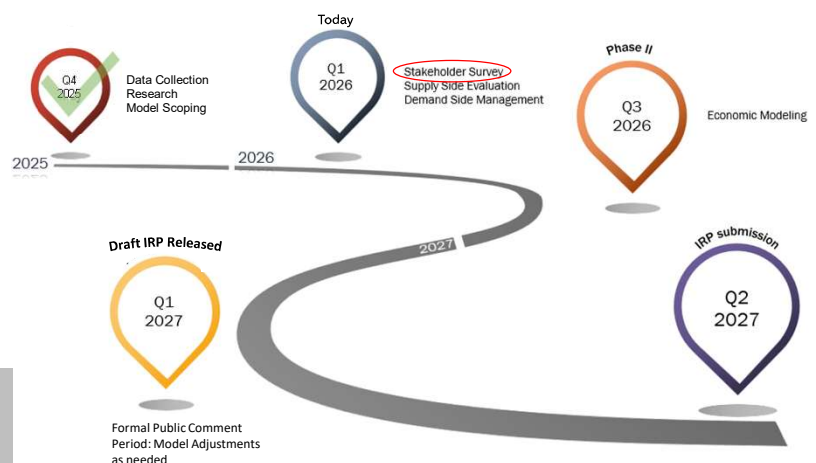 Today
Q4
2025
Data Collection
Research
Model Scoping
Q1
2026
Stakeholder Survey
Supply Side Evaluation
Demand Side Management
Phase II
Q3
2026
Economic Modeling
2025
2026
2027
Draft IRP Released
Q1
2027
Formal Public Comment
Period: Model Adjustments
as needed
IRP submission
Q2
2027